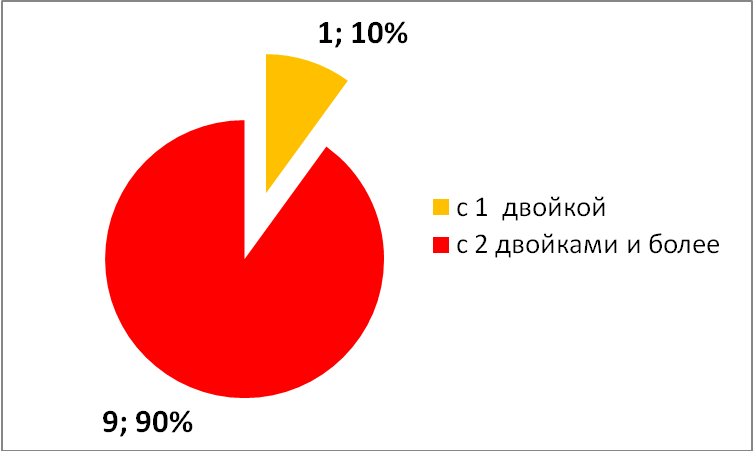 1; 10%
с 1 двойкой
с 2 двойками и более
9; 90%